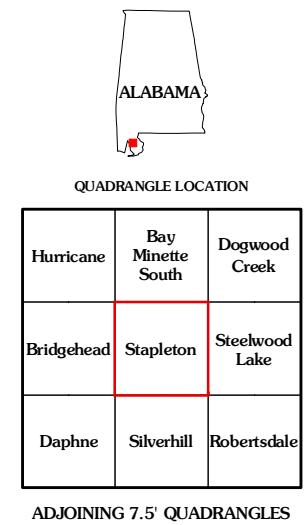 ALABAMA
QUADRANGLE LOCATION
Hurricane
Bay
Minette
South
Dogwood
Creek
Bridgehead
Stapleton
Steelwood
Lake
Daphne
Silverhill
Robertsdale
ADJOINING 7.5' QUADRANGLES